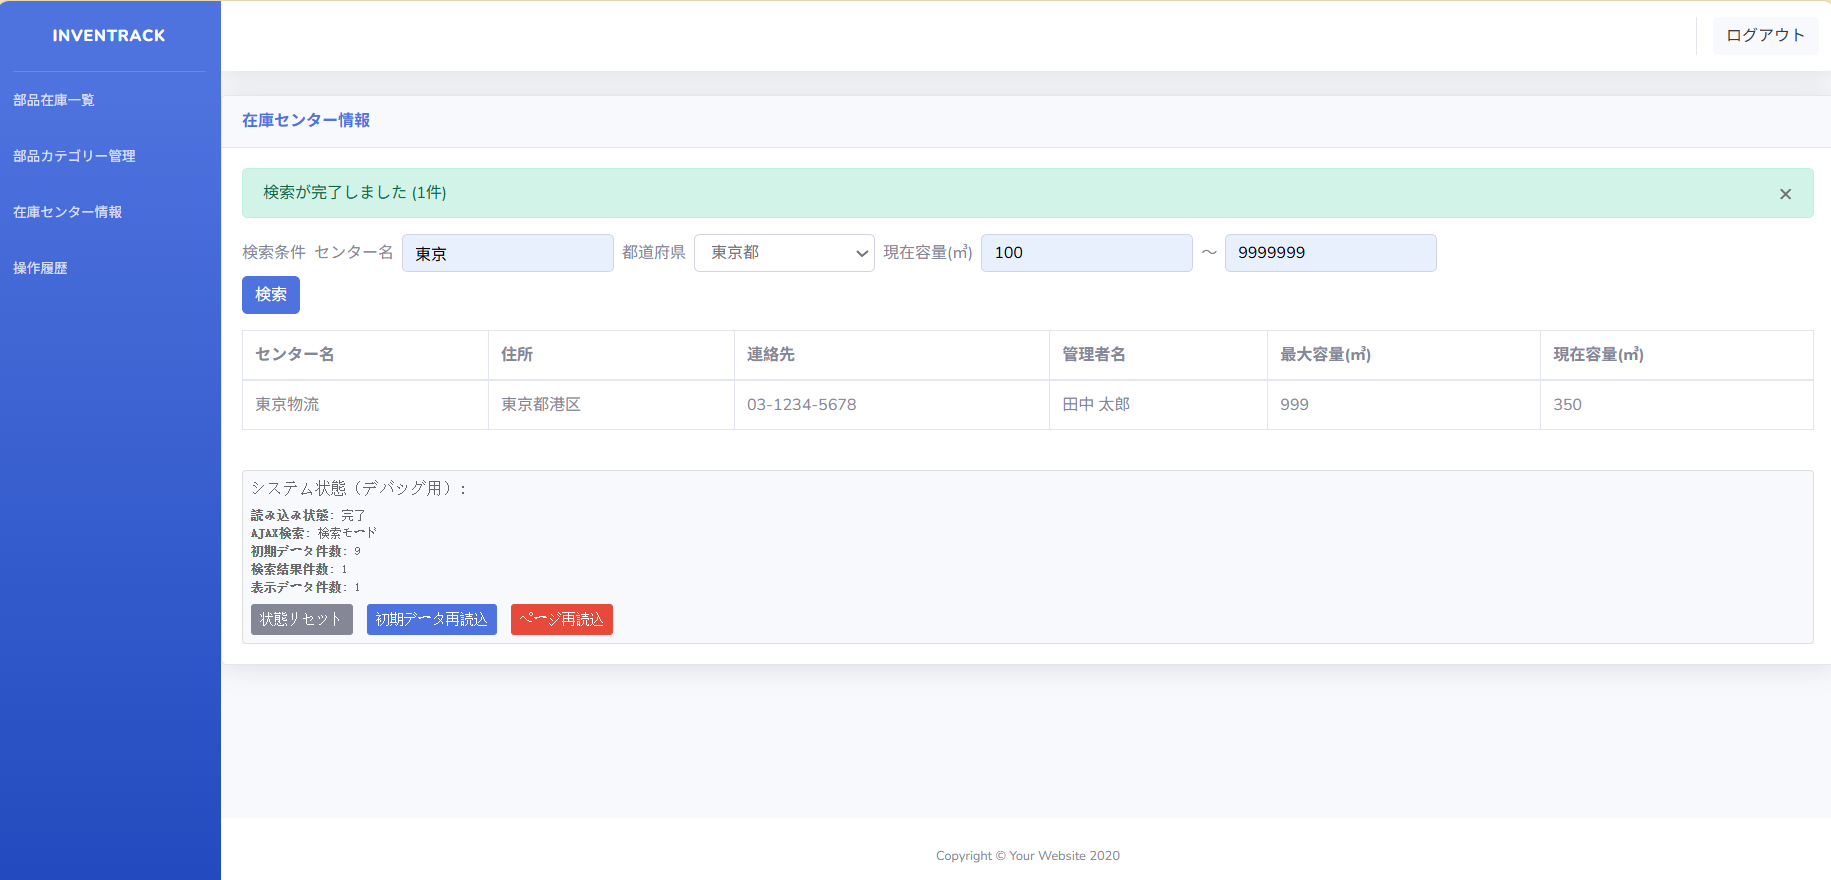 INVENTRACK
ログアウト
部品在庫一覧
部品カテゴリー管理
在庫センター情報
操作履歴
在庫センター情報
検索が完了しました (1件)
×
検索条件 センター名 東京 都道府県 東京都 現在容量(㎥) 100 ～ 9999999
検索
センター名 住所 連絡先 管理者名 最大容量(㎥) 現在容量(㎥)
東京物流 東京都港区 03-1234-5678 田中 太郎 999 350
システム状態（デバッグ用）:
読み込み状態: 完了
AJAX検索: 検索モード
初期データ件数: 9
検索結果件数: 1
表示データ件数: 1
状態リセット 初期データ再読込 ページ再読込
Copyright © Your Website 2020